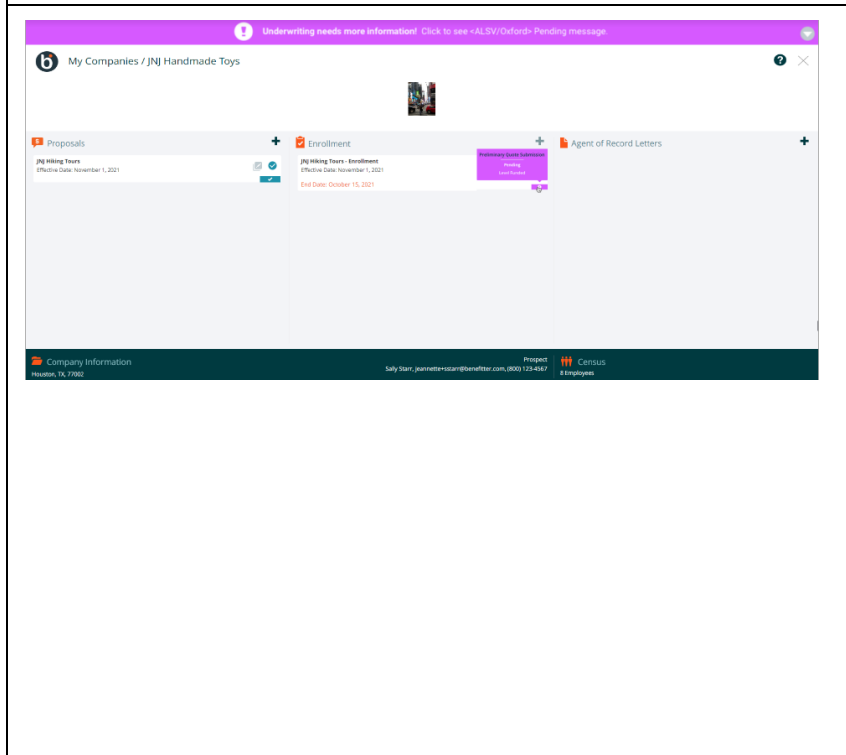 Underwriting needs more information! Click to see <ALSV/Oxford> Pending message.
b My Companies / JNJ Handmade Toys
Proposals
JNJ Hiking Tours
Effective Date: November 1, 2021
Enrollment
JNJ Hiking Tours - Enrollment
Effective Date: November 1, 2021
End Date: October 15, 2021
Preliminary Quote Submission
Pending
Level Funded
Agent of Record Letters
Company Information
Houston, TX, 77002
Prospect
Sally Starr, jeannette+sstarr@benefitter.com, (800) 123-4567
Census
8 Employees